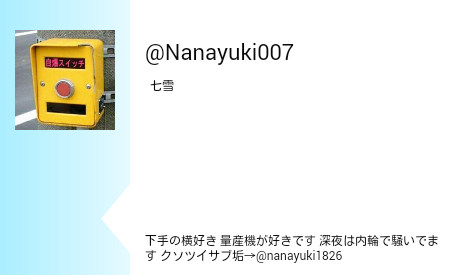 自爆スイッチ
@Nanayuki007
七雪
下手の横好き 量産機が好きです 深夜は内輪で騒いでま
す クソツイサブ垢→@nanayuki1826